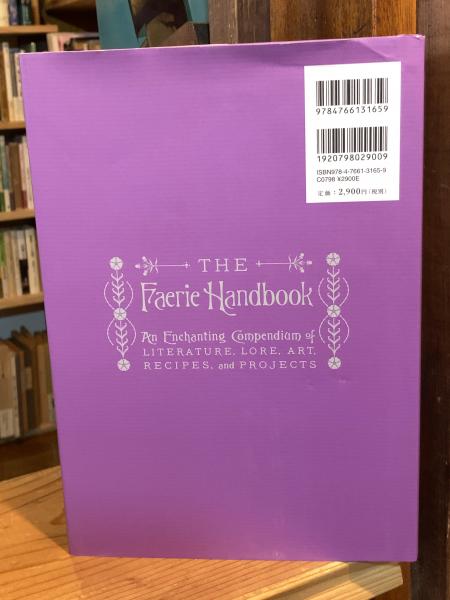 9784766131659
1920798029009
ISBN978-4-7661-3165-9
C0798 ¥2900E
定価：2,900円(税別)
THE
Faerie Handbook
An Enchanting Compendium of
LITERATURE, LORE, ART,
RECIPES, and PROJECTS